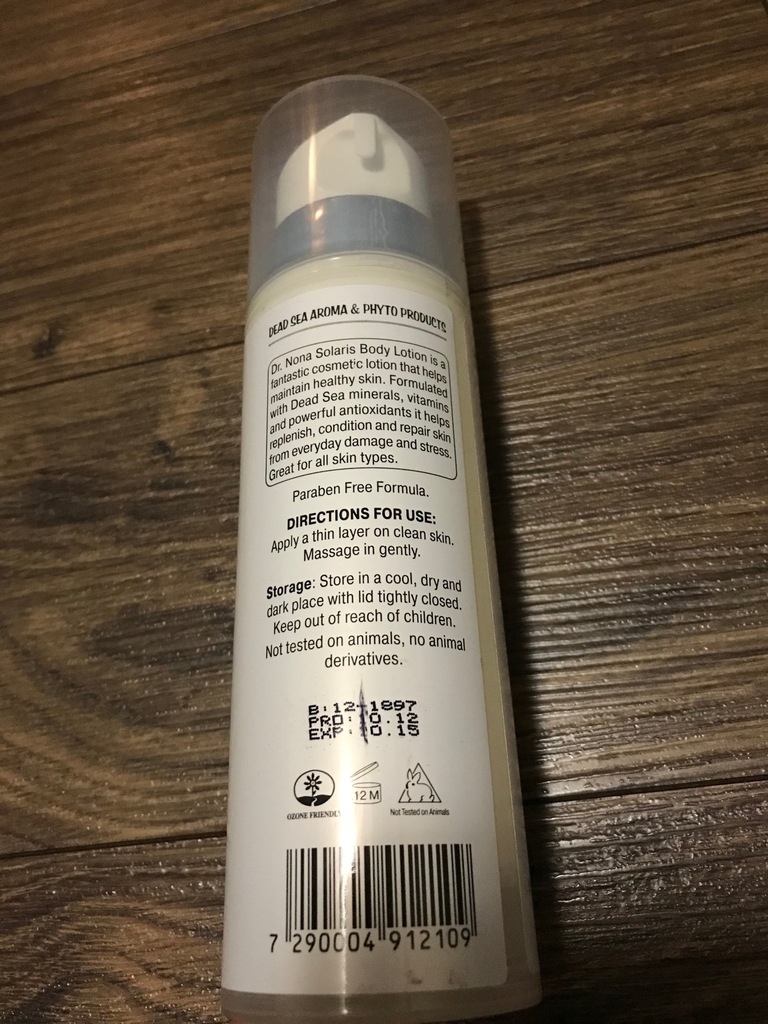 DEAD SEA AROMA & PHYTO PRODUCTS
Dr. Nona Solaris Body Lotion is a
fantastic cosmetic lotion that helps
maintain healthy skin. Formulated
with Dead Sea minerals, vitamins
and powerful antioxidants it helps
replenish, condition and repair skin
from everyday damage and stress.
Great for all skin types.
Paraben Free Formula.
DIRECTIONS FOR USE:
Apply a thin layer on clean skin.
Massage in gently.
Storage: Store in a cool, dry and
dark place with lid tightly closed.
Keep out of reach of children.
Not tested on animals, no animal
derivatives.
B:12-1897
PRO:10.12
EXP:10.15
12 M
OZONE FRIENDLY
Not Tested on Animals
7 290004 912109